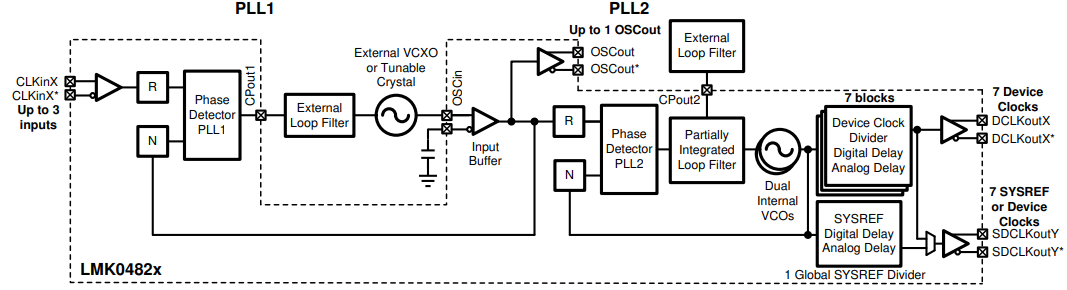 PLL1
PLL2
Up to 1 OSCout
OSCout
OSCout*
External
Loop Filter
External VCXO
or Tunable
Crystal
CLKinX
CLKinX*
Up to 3
inputs
R
N
Phase
Detector
PLL1
CPout1
External
Loop Filter
OSCin
Input
Buffer
R
N
Phase
Detector
PLL2
CPout2
Partially
Integrated
Loop Filter
Dual
Internal
VCOs
7 blocks
Device Clock
Divider
Digital Delay
Analog Delay
SYSREF
Digital Delay
Analog Delay
1 Global SYSREF Divider
7 Device
Clocks
DCLKoutX
DCLKoutX*
7 SYSREF
or Device
Clocks
SDCLKoutY
SDCLKoutY*
LMK0482x